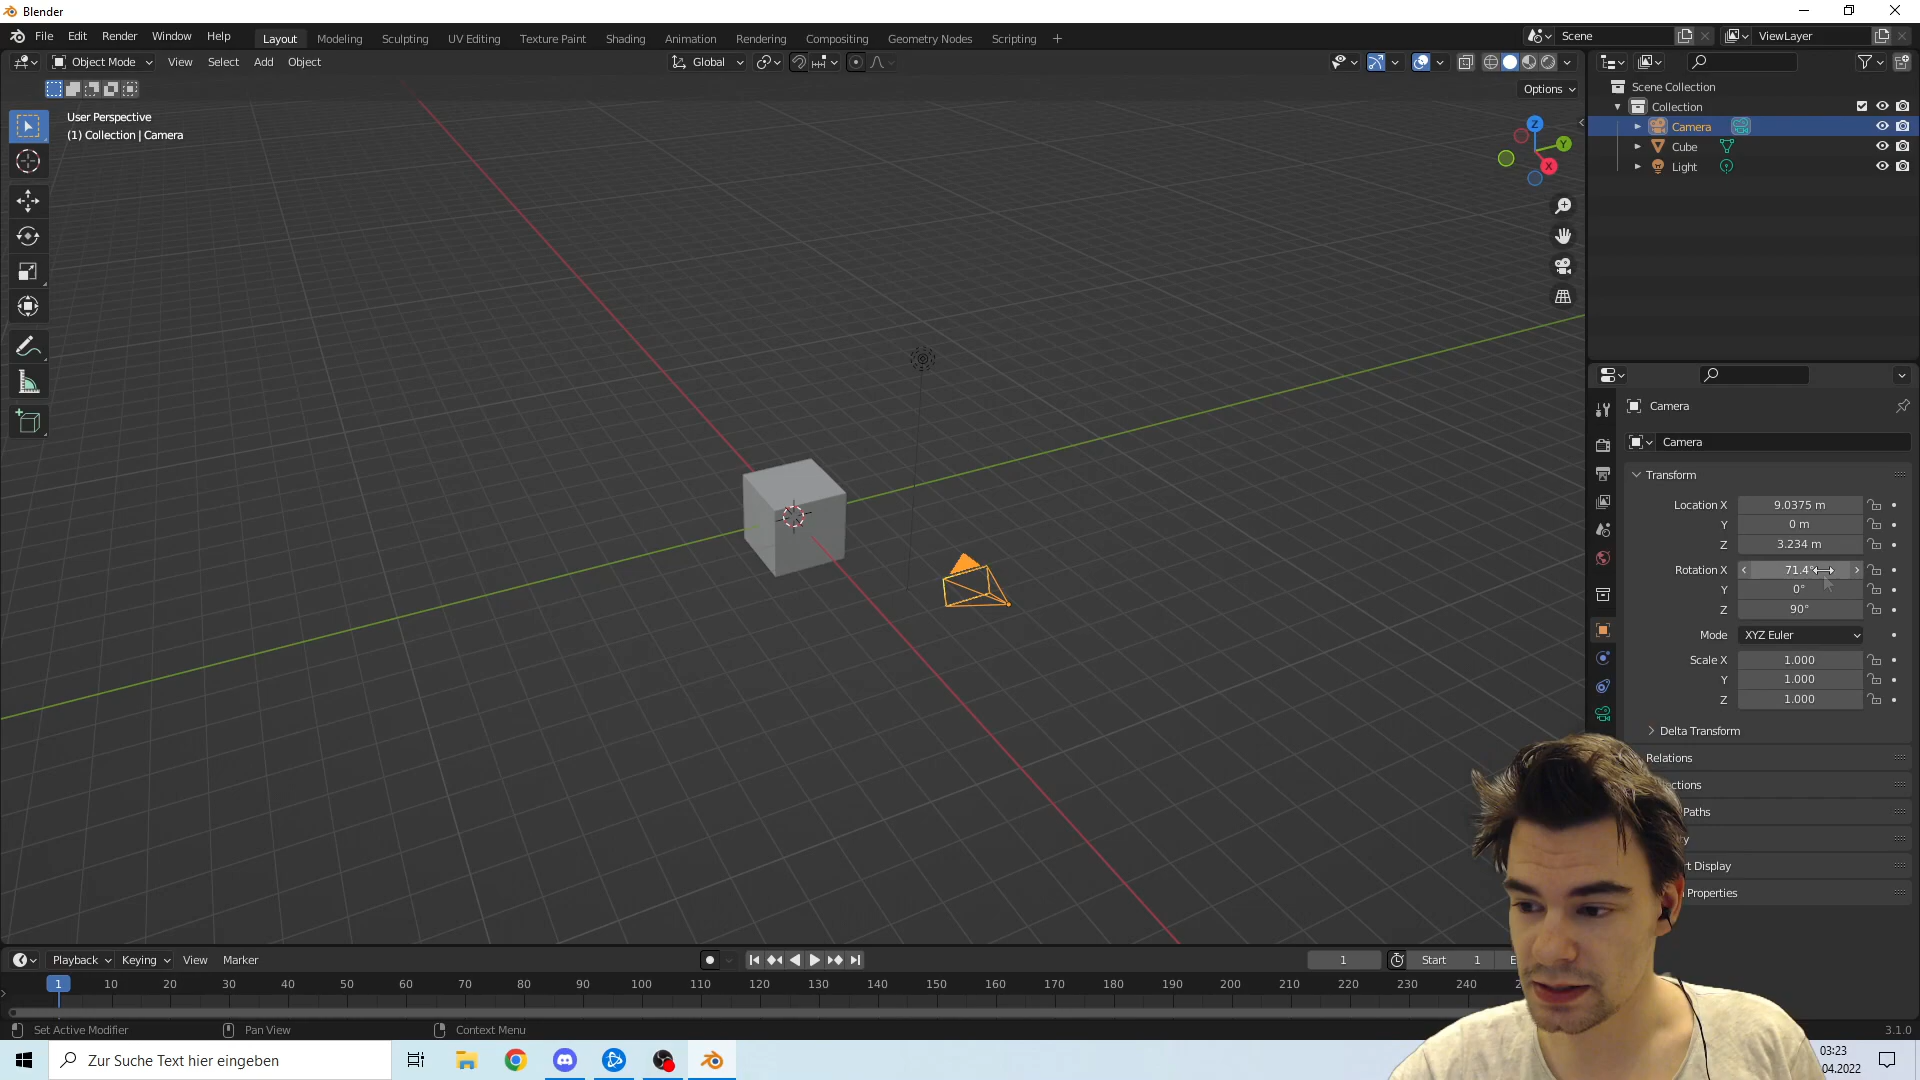 Blender
File Edit Render Window Help Layout Modeling Sculpting UV Editing Texture Paint Shading Animation Rendering Compositing Geometry Nodes Scripting + Scene ViewLayer
Object Mode View Select Add Object Global
Options
User Perspective
(1) Collection | Camera
Z
Y
X
Scene Collection
Collection
Camera
Cube
Light
Camera
Camera
Transform
Location X 9.0375 m
Y 0 m
Z 3.234 m
Rotation X 71.4°
Y 0°
Z 90°
Mode XYZ Euler
Scale X 1.000
Y 1.000
Z 1.000
Delta Transform
Relations
ctions
Paths
y
rt Display
Properties
Playback Keying View Marker 1 Start 1 E
1 10 20 30 40 50 60 70 80 90 100 110 120 130 140 150 160 170 180 190 200 210 220 230 240
Set Active Modifier Pan View Context Menu 3.1.0
Zur Suche Text hier eingeben
03:23
.04.2022